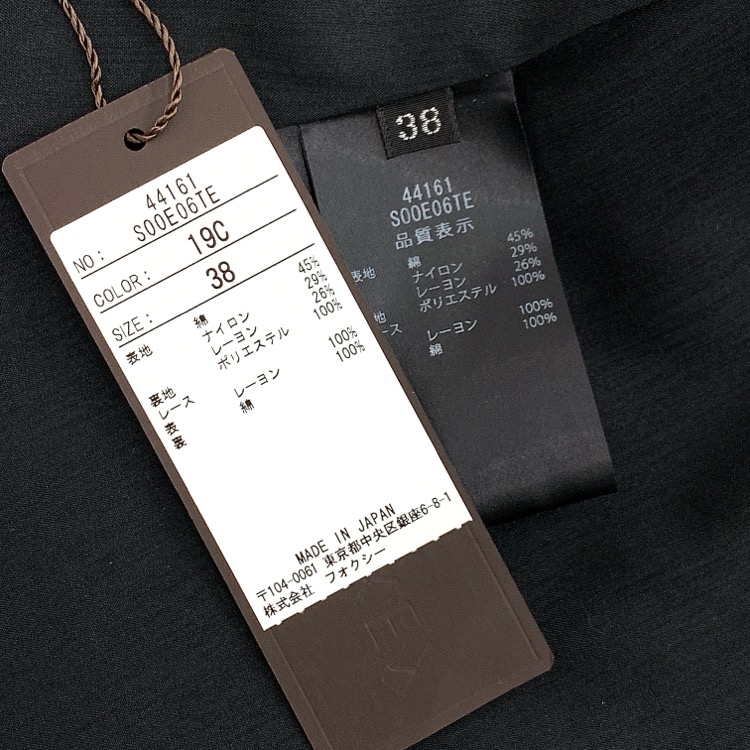 44161
NO: S00E06TE
COLOR: 19C
SIZE: 38
表地 綿 45%
ナイロン 29%
レーヨン 26%
裏地 ポリエステル 100%
レース
表 レーヨン 100%
裏 綿 100%
MADE IN JAPAN
〒104-0061 東京都中央区銀座6-8-1
株式会社 フォクシー
38
44161
S00E06TE
品質表示
表地 綿 45%
ナイロン 29%
レーヨン 26%
地 ポリエステル 100%
ース
レーヨン 100%
綿 100%